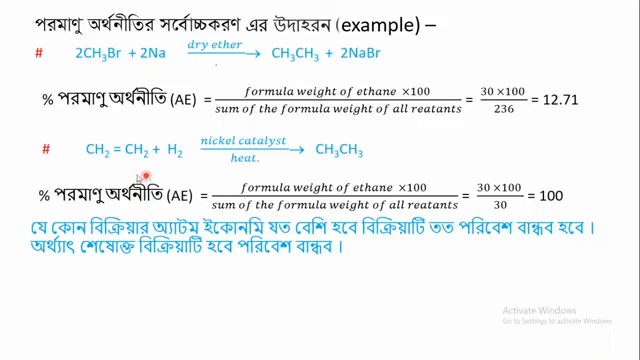 পরমাণু অর্থনীতির সর্বোচ্চকরণ এর উদাহরন (example) –
# 2CH₃Br + 2Na dry ether → CH₃CH₃ + 2NaBr
% পরমাণু অর্থনীতি (AE) = formula weight of ethane ×100 / sum of the formula weight of all reatants = 30 ×100 / 236 = 12.71
# CH₂ = CH₂ + H₂ nickel catalyst heat. → CH₃CH₃
% পরমাণু অর্থনীতি (AE) = formula weight of ethane ×100 / sum of the formula weight of all reatants = 30 ×100 / 30 = 100
যে কোন বিক্রিয়ার অ্যাটম ইকোনমি যত বেশি হবে বিক্রিয়াটি তত পরিবেশ বান্ধব হবে।
অর্থ্যাৎ শেষোক্ত বিক্রিয়াটি হবে পরিবেশ বান্ধব।
Activate Windows
Go to Settings to activate Windows.